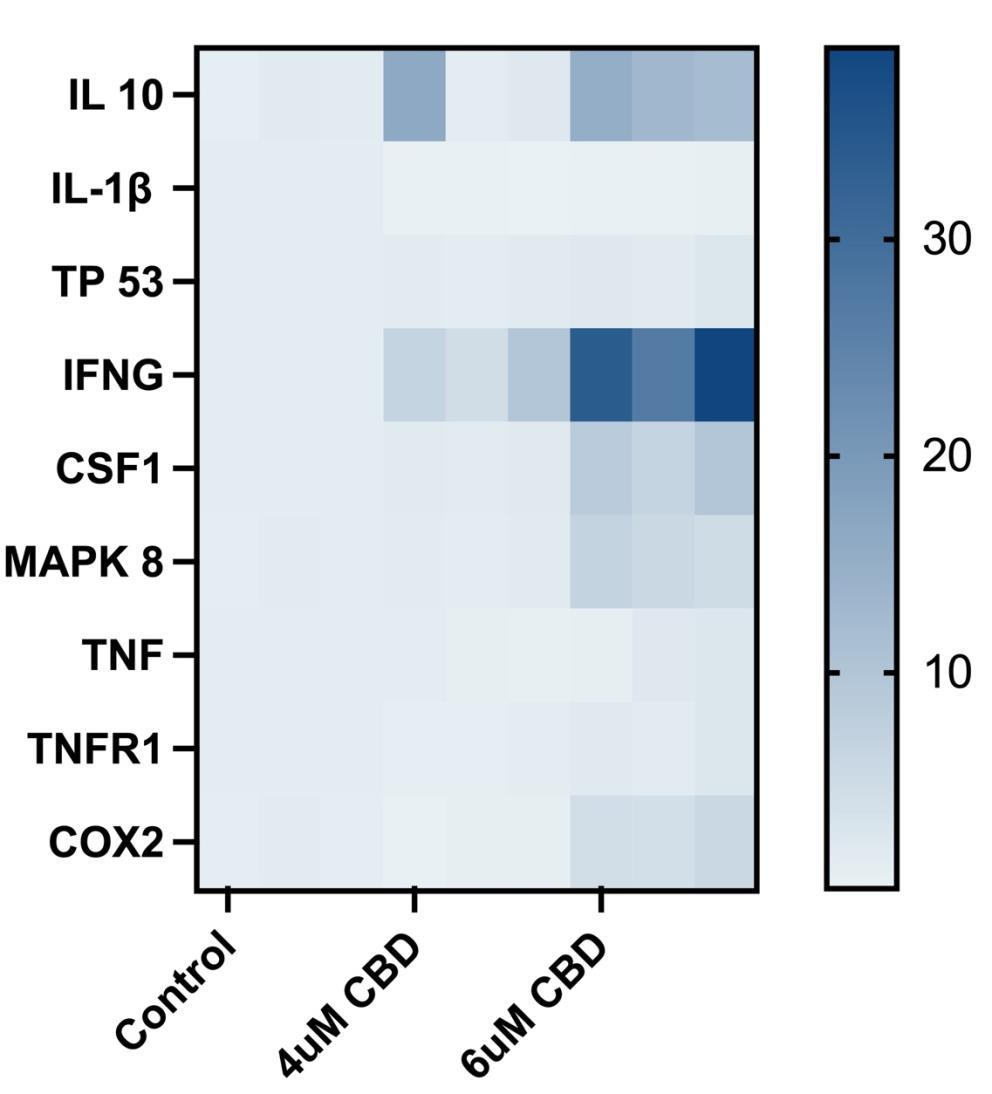 IL 10
IL-1β
TP 53
IFNG
CSF1
MAPK 8
TNF
TNFR1
COX2
Control
4uM CBD
6uM CBD
30
20
10